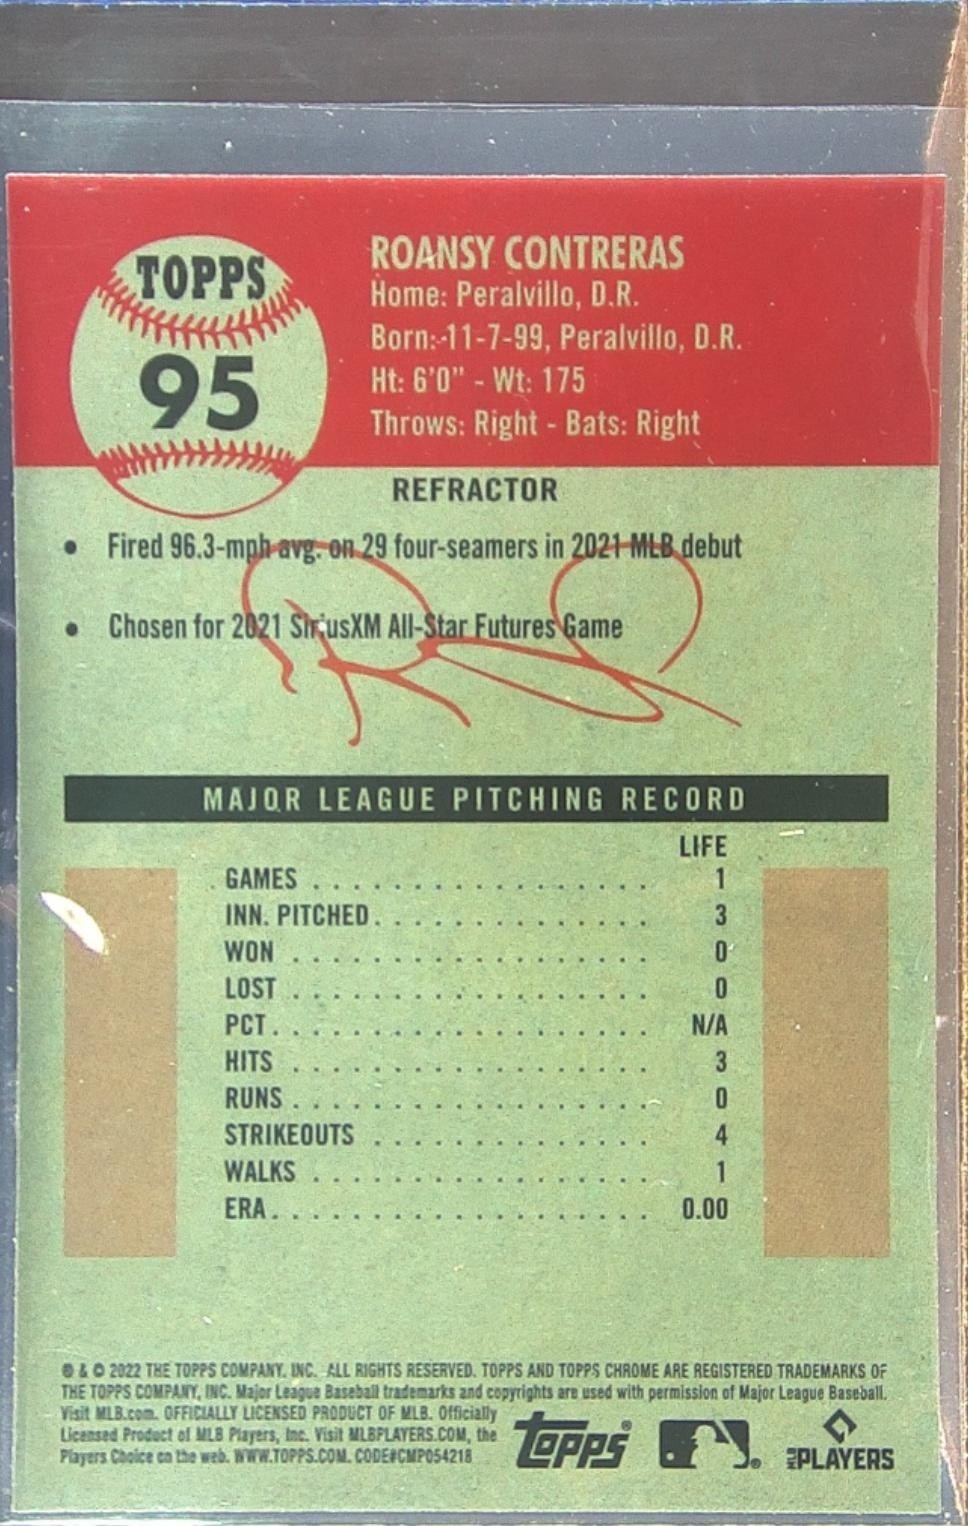 TOPPS
95
ROANSY CONTRERAS
Home: Peralvillo, D.R.
Born: 11-7-99, Peralvillo, D.R.
Ht: 6'0" - Wt: 175
Throws: Right - Bats: Right
REFRACTOR
• Fired 96.3-mph avg. on 29 four-seamers in 2021 MLB debut
• Chosen for 2021 SiriusXM All-Star Futures Game
MAJOR LEAGUE PITCHING RECORD
LIFE
GAMES . . . . . . . . . . . . . . . . . 1
INN. PITCHED. . . . . . . . . . . . . . 3
WON . . . . . . . . . . . . . . . . . . 0
LOST . . . . . . . . . . . . . . . . . . 0
PCT. . . . . . . . . . . . . . . . . . . N/A
HITS . . . . . . . . . . . . . . . . . . 3
RUNS . . . . . . . . . . . . . . . . . . 0
STRIKEOUTS . . . . . . . . . . . . . . 4
WALKS . . . . . . . . . . . . . . . . . 1
ERA. . . . . . . . . . . . . . . . . . . 0.00
® & © 2022 THE TOPPS COMPANY, INC. ALL RIGHTS RESERVED. TOPPS AND TOPPS CHROME ARE REGISTERED TRADEMARKS OF
THE TOPPS COMPANY, INC. Major League Baseball trademarks and copyrights are used with permission of Major League Baseball.
Visit MLB.com. OFFICIALLY LICENSED PRODUCT OF MLB. Officially
Licensed Product of MLB Players, Inc. Visit MLBPLAYERS.COM, the
Players Choice on the web. WWW.TOPPS.COM. CODE#CMP054218
topps®
MLB PLAYERS